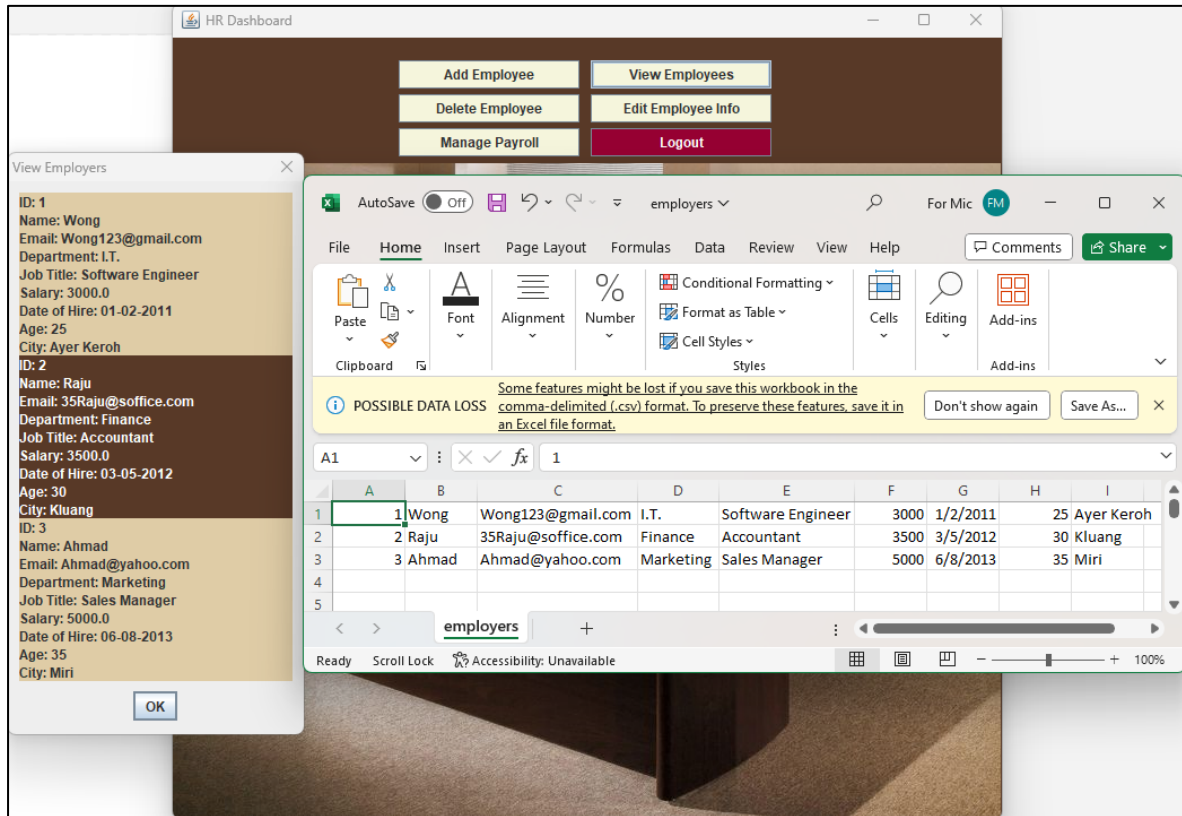 HR Dashboard
Add Employee
View Employees
Delete Employee
Edit Employee Info
Manage Payroll
Logout
View Employers
ID: 1
Name: Wong
Email: Wong123@gmail.com
Department: I.T.
Job Title: Software Engineer
Salary: 3000.0
Date of Hire: 01-02-2011
Age: 25
City: Ayer Keroh
ID: 2
Name: Raju
Email: 35Raju@soffice.com
Department: Finance
Job Title: Accountant
Salary: 3500.0
Date of Hire: 03-05-2012
Age: 30
City: Kluang
ID: 3
Name: Ahmad
Email: Ahmad@yahoo.com
Department: Marketing
Job Title: Sales Manager
Salary: 5000.0
Date of Hire: 06-08-2013
Age: 35
City: Miri
OK
AutoSave Off employers For Mic FM
File Home Insert Page Layout Formulas Data Review View Help Comments Share
Paste
Clipboard
Font
Alignment
Number
Conditional Formatting
Format as Table
Cell Styles
Styles
Cells
Editing
Add-ins
Add-ins
POSSIBLE DATA LOSS Some features might be lost if you save this workbook in the
comma-delimited (.csv) format. To preserve these features, save it in
an Excel file format.
Don't show again
Save As...
A1 fx 1
A B C D E F G H I
1 1 Wong Wong123@gmail.com I.T. Software Engineer 3000 1/2/2011 25 Ayer Keroh
2 2 Raju 35Raju@soffice.com Finance Accountant 3500 3/5/2012 30 Kluang
3 3 Ahmad Ahmad@yahoo.com Marketing Sales Manager 5000 6/8/2013 35 Miri
4
5
employers
Ready Scroll Lock Accessibility: Unavailable 100%